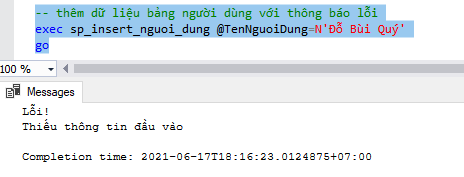 -- thêm dữ liệu bảng người dùng với thông báo lỗi
exec sp_insert_nguoi_dung @TenNguoiDung=N'Đỗ Bùi Quý'
go
100 %
Messages
Lỗi!
Thiếu thông tin đầu vào
Completion time: 2021-06-17T18:16:23.0124875+07:00